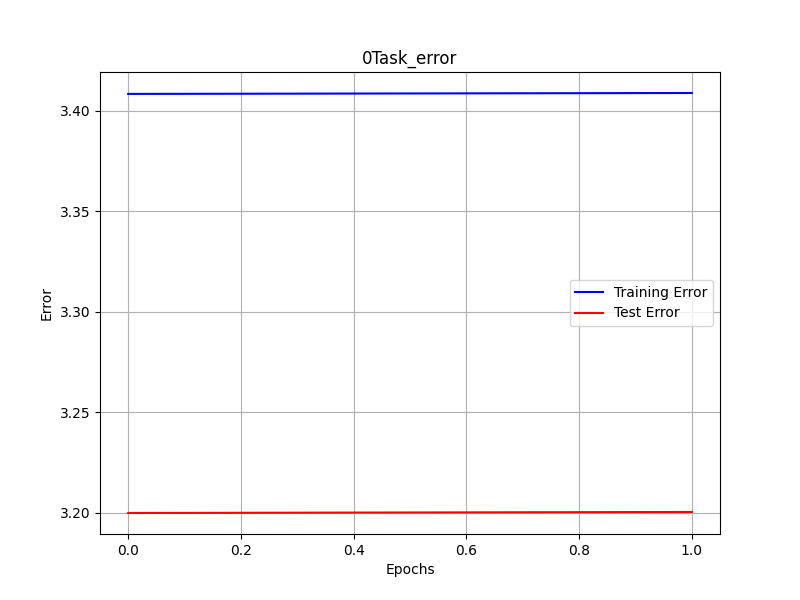 0Task_error
3.40
3.35
3.30
3.25
3.20
Error
Training Error
Test Error
0.0 0.2 0.4 0.6 0.8 1.0
Epochs